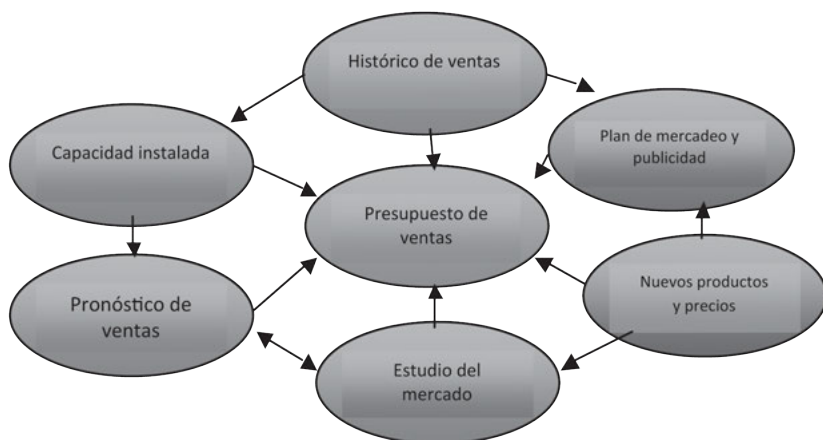 Histórico de ventas
Capacidad instalada
Plan de mercadeo y
publicidad
Presupuesto de
ventas
Pronóstico de
ventas
Nuevos productos
y precios
Estudio del
mercado